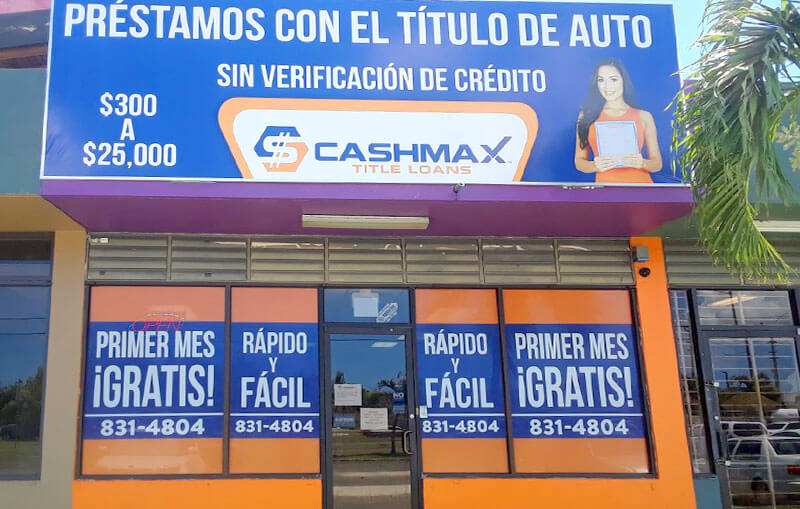 PRÉSTAMOS CON EL TÍTULO DE AUTO
SIN VERIFICACIÓN DE CRÉDITO
$300
A
$25,000
CASHMAX
TITLE LOANS
OPEN
PRIMER MES
¡GRATIS!
831-4804
RÁPIDO
Y
FÁCIL
831-4804
RÁPIDO
Y
FÁCIL
831-4804
PRIMER MES
¡GRATIS!
831-4804